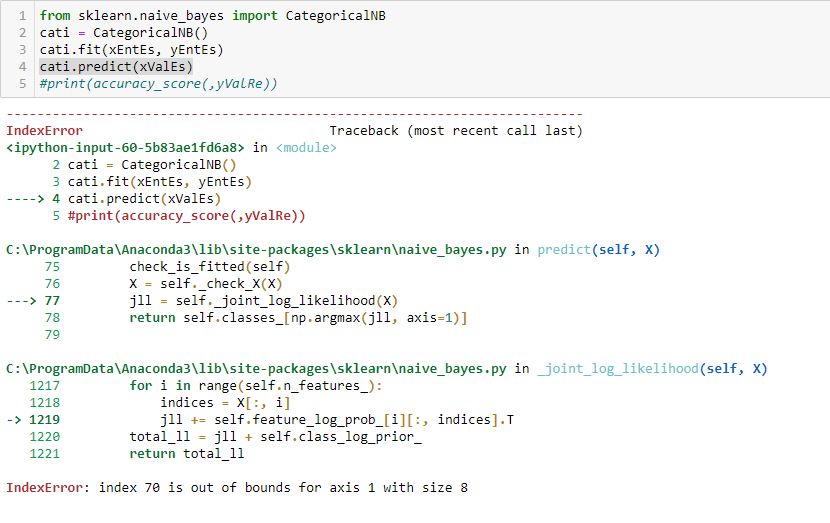 1 from sklearn.naive_bayes import CategoricalNB
2 cati = CategoricalNB()
3 cati.fit(xEntEs, yEntEs)
4 cati.predict(xValEs)
5 #print(accuracy_score(,yValRe))
---------------------------------------------------------------------------
IndexError                                Traceback (most recent call last)
<ipython-input-60-5b83ae1fd6a8> in <module>
      2 cati = CategoricalNB()
      3 cati.fit(xEntEs, yEntEs)
----> 4 cati.predict(xValEs)
      5 #print(accuracy_score(,yValRe))
C:\ProgramData\Anaconda3\lib\site-packages\sklearn\naive_bayes.py in predict(self, X)
     75         check_is_fitted(self)
     76         X = self._check_X(X)
---> 77         jll = self._joint_log_likelihood(X)
     78         return self.classes_[np.argmax(jll, axis=1)]
     79
C:\ProgramData\Anaconda3\lib\site-packages\sklearn\naive_bayes.py in _joint_log_likelihood(self, X)
   1217         for i in range(self.n_features_):
   1218             indices = X[:, i]
-> 1219             jll += self.feature_log_prob_[i][:, indices].T
   1220         total_ll = jll + self.class_log_prior_
   1221         return total_ll
IndexError: index 70 is out of bounds for axis 1 with size 8